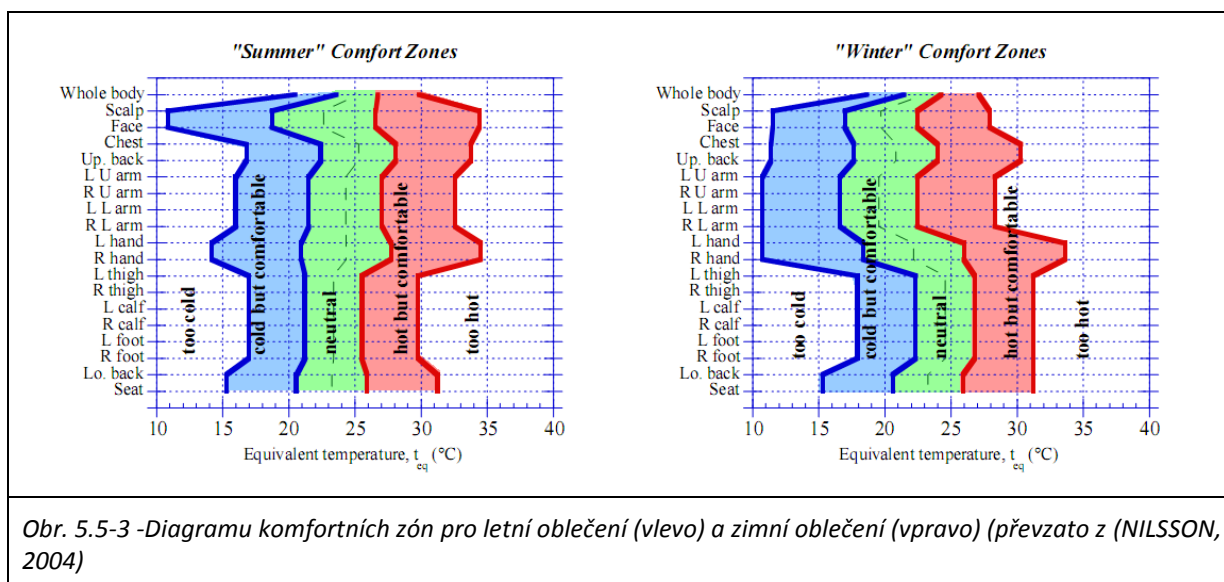 "Summer" Comfort Zones
Whole body
Scalp
Face
Chest
Up. back
L U arm
R U arm
L L arm
R L arm
L hand
R hand
L thigh
R thigh
L calf
R calf
L foot
R foot
Lo. back
Seat
too cold
cold but comfortable
neutral
hot but comfortable
too hot
10 15 20 25 30 35 40
Equivalent temperature, t eq (°C)
"Winter" Comfort Zones
Whole body
Scalp
Face
Chest
Up. back
L U arm
R U arm
L L arm
R L arm
L hand
R hand
L thigh
R thigh
L calf
R calf
L foot
R foot
Lo. back
Seat
too cold
cold but comfortable
neutral
hot but comfortable
too hot
10 15 20 25 30 35 40
Equivalent temperature, t eq (°C)
Obr. 5.5-3 -Diagramu komfortních zón pro letní oblečení (vlevo) a zimní oblečení (vpravo) (převzato z (NILSSON,
2004)